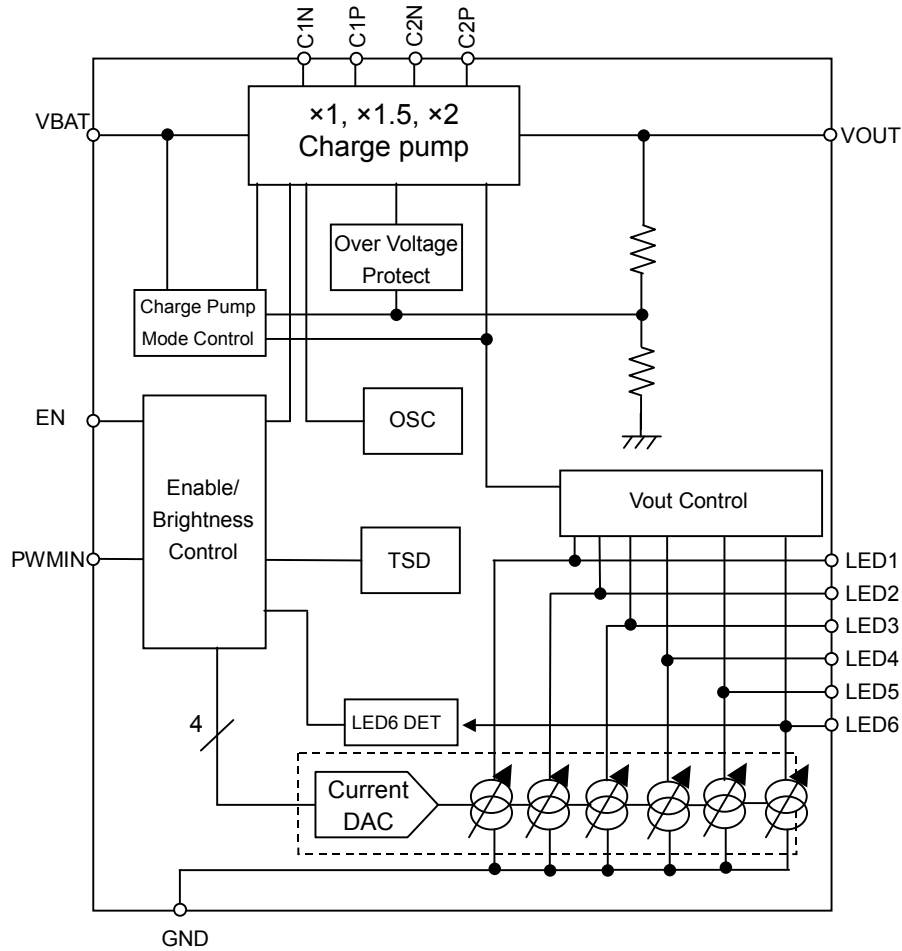 C1N
C1P
C2N
C2P
VBAT
×1, ×1.5, ×2
Charge pump
VOUT
Over Voltage
Protect
Charge Pump
Mode Control
EN
OSC
Enable/
Brightness
Control
Vout Control
PWMIN
TSD
LED1
LED2
LED3
LED4
LED5
LED6
4
LED6 DET
Current
DAC
GND